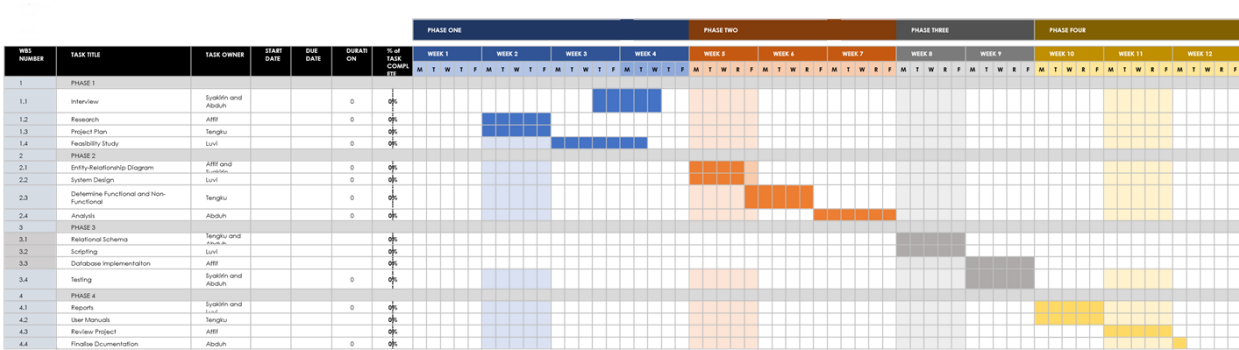 PHASE ONE PHASE TWO PHASE THREE PHASE FOUR
WBS NUMBER TASK TITLE TASK OWNER START DATE DUE DATE DURATI ON % of TASK COMPL ETE WEEK 1 WEEK 2 WEEK 3 WEEK 4 WEEK 5 WEEK 6 WEEK 7 WEEK 8 WEEK 9 WEEK 10 WEEK 11 WEEK 12
M T W T F M T W T F M T W T F M T W T F M T W R F M T W R F M T W R F M T W R F M T W R F M T W R F M T W R F M T
1 PHASE 1
1.1 Interview Syakirin and Abduh 0 0%
1.2 Research Affif 0 0%
1.3 Project Plan Tengku 0%
1.4 Feasibility Study Luvi 0 0%
2 PHASE 2
2.1 Entity-Relationship Diagram Affif and Syakirin 0 0%
2.2 System Design Luvi 0 0%
2.3 Determine Functional and Non-Functional Tengku 0 0%
2.4 Analysis Abduh 0 0%
3 PHASE 3
3.1 Relational Schema Tengku and Abduh 0%
3.2 Scripting Luvi 0%
3.3 Database Implementaiton Affif 0%
3.4 Testing Syakirin and Abduh 0 0%
4 PHASE 4
4.1 Reports Syakirin and Luvi 0 0%
4.2 User Manuals Tengku 0%
4.3 Review Project Affif 0%
4.4 Finalise Dcumentation Abduh 0 0%